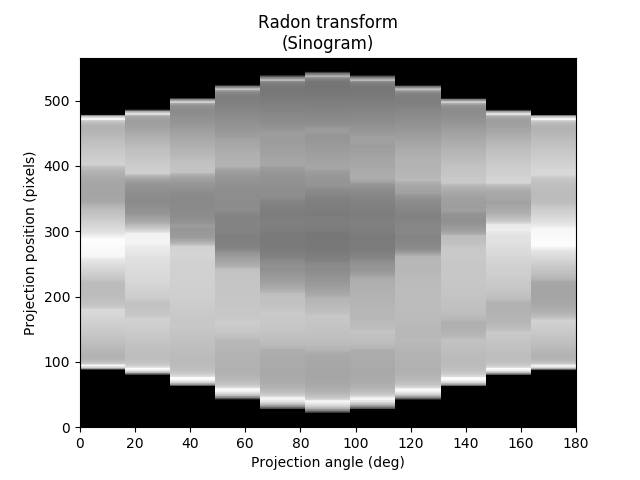 Radon transform
(Sinogram)
500
400
300
200
100
0
Projection position (pixels)
0 20 40 60 80 100 120 140 160 180
Projection angle (deg)